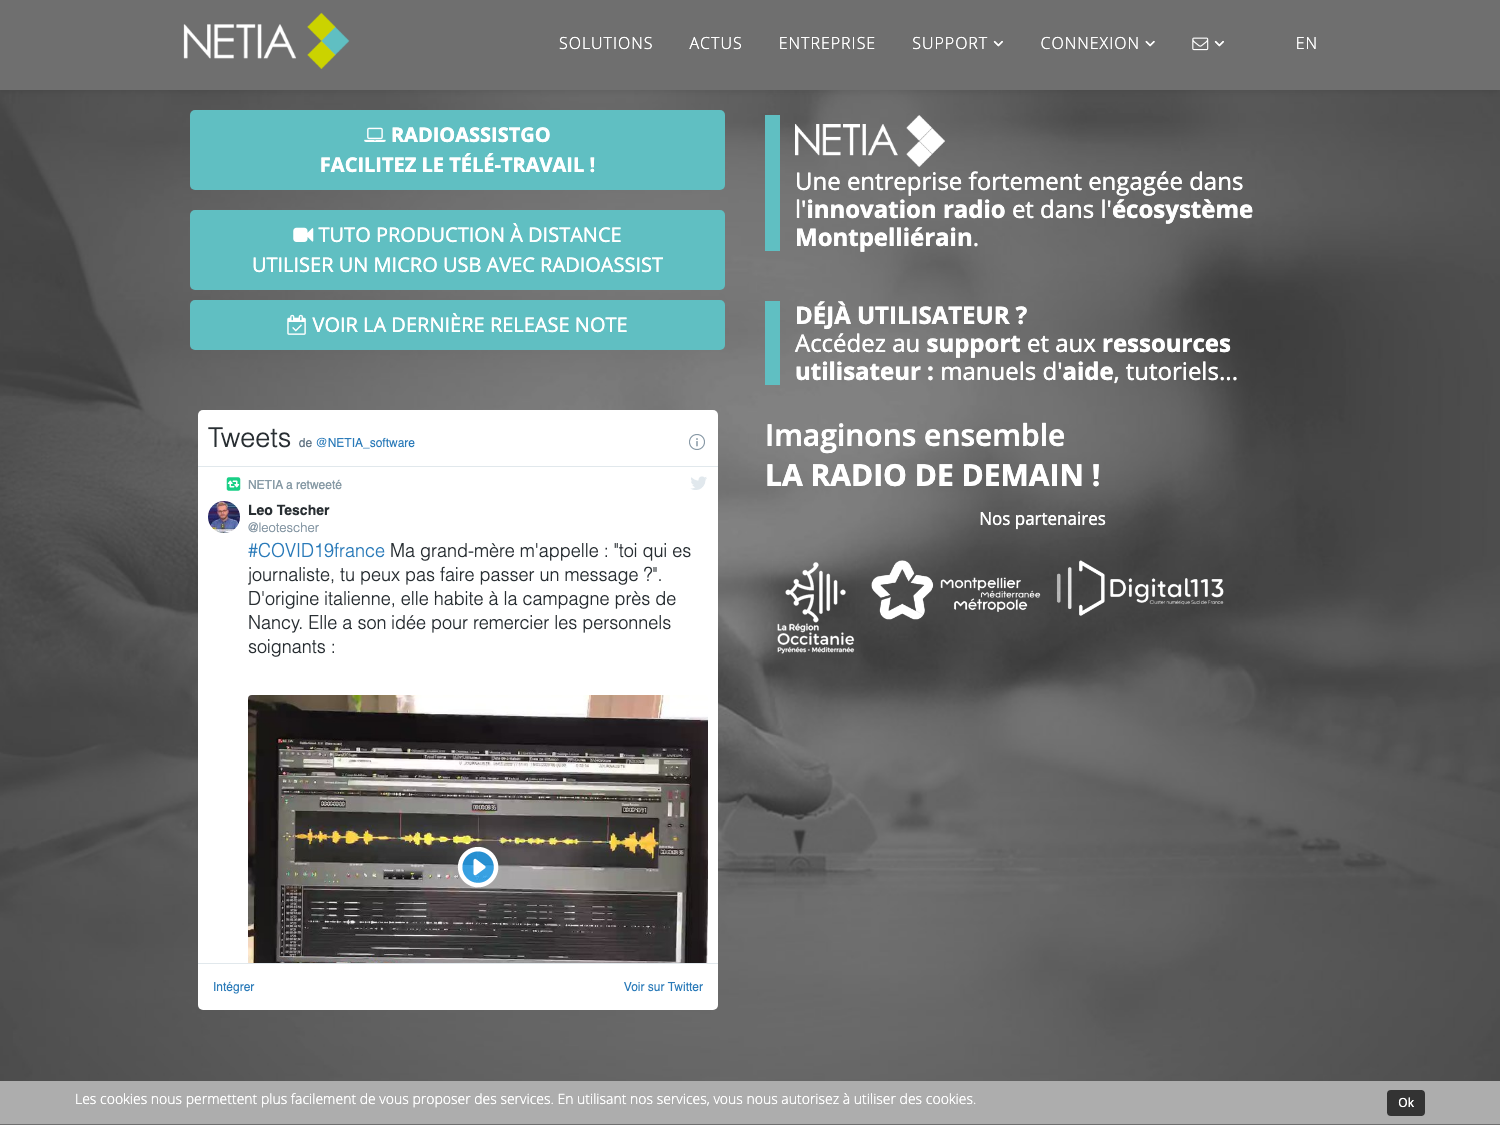 NETIA
SOLUTIONS
ACTUS
ENTREPRISE
SUPPORT
CONNEXION
EN
RADIOASSISTGO
FACILITEZ LE TÉLÉ-TRAVAIL !
TUTO PRODUCTION À DISTANCE
UTILISER UN MICRO USB AVEC RADIOASSIST
VOIR LA DERNIÈRE RELEASE NOTE
Tweets de @NETIA_software
NETIA a retweeté
Leo Tescher
@leotescher
#COVID19france Ma grand-mère m'appelle : "toi qui es
journaliste, tu peux pas faire passer un message ?".
D'origine italienne, elle habite à la campagne près de
Nancy. Elle a son idée pour remercier les personnels
soignants :
Intégrer
Voir sur Twitter
NETIA
Une entreprise fortement engagée dans
l'innovation radio et dans l'écosystème
Montpelliérain.
DÉJÀ UTILISATEUR ?
Accédez au support et aux ressources
utilisateur : manuels d'aide, tutoriels...
Imaginons ensemble
LA RADIO DE DEMAIN !
Nos partenaires
La Région
Occitanie
Pyrénées - Méditerranée
montpellier
méditerranée
métropole
Digital113
Cluster numérique Sud de France
Les cookies nous permettent plus facilement de vous proposer des services. En utilisant nos services, vous nous autorisez à utiliser des cookies.
Ok